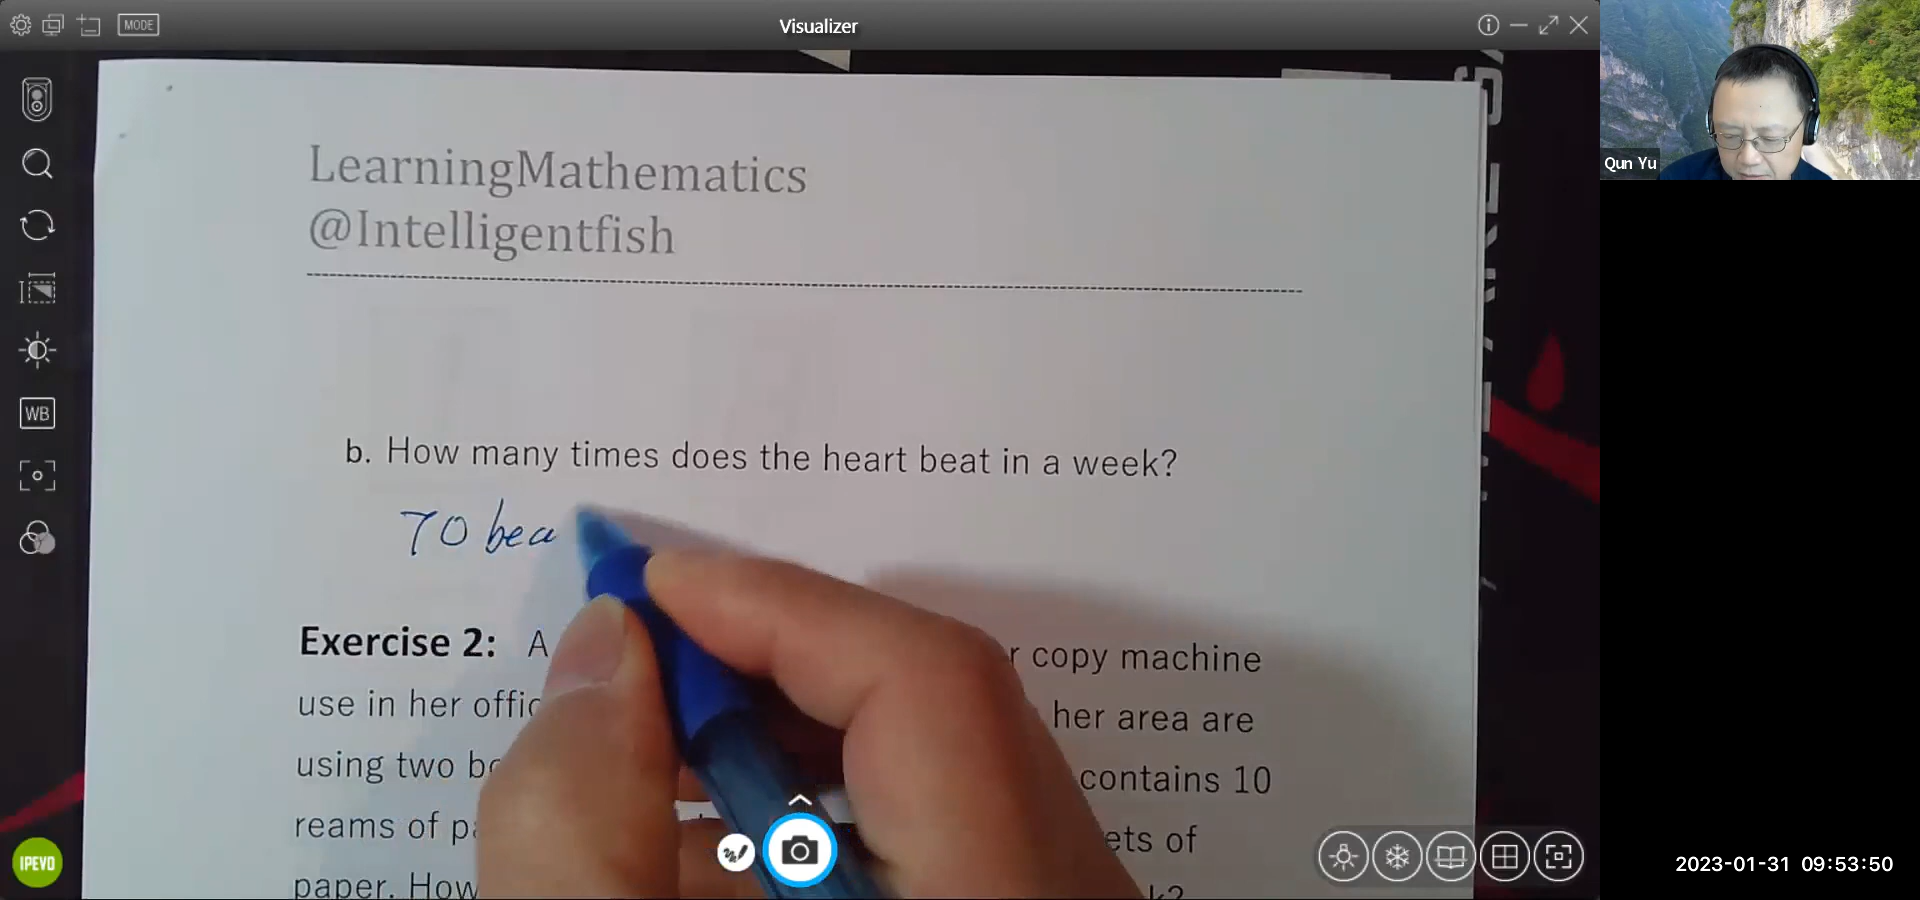 MODE
Visualizer
LearningMathematics
@Intelligentfish
b. How many times does the heart beat in a week?
70 bea
Exercise 2: A
r copy machine
use in her offic
her area are
using two bo
contains 10
reams of pa
ets of
paper. How
k?
WB
IPEVO
Qun Yu
2023-01-31 09:53:50